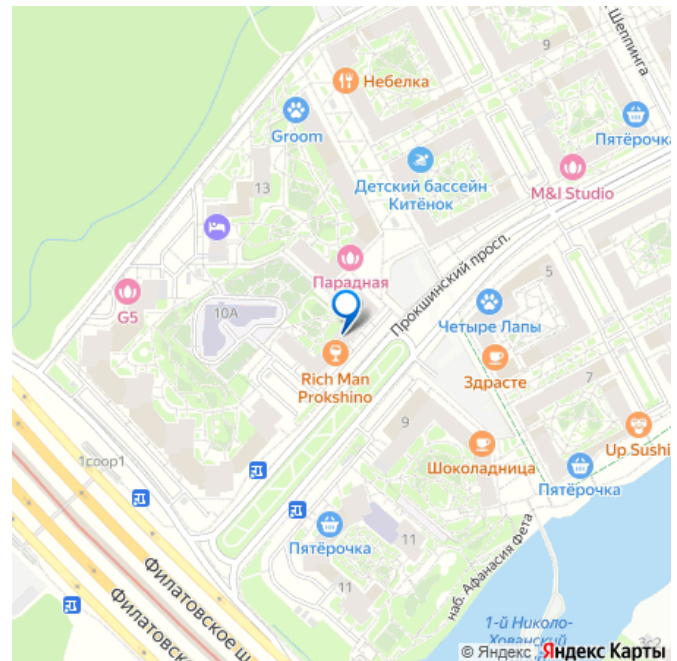 Шеппинга
9
Небелка
Groom
Пятёрочка
Детский бассейн
Китёнок
13
M&I Studio
Парадная
Прокшинский просп.
5
G5
10А
Четыре Лапы
Rich Man
Prokshino
Здрасте
7
9
1соор1
Шоколадница
Up Sushi
Пятёрочка
Пятёрочка
11
11
наб. Афанасия Фета
Филатовское ш
Филатовское
1-й Николо-
Хованский
3с2
© Яндекс Яндекс Карты